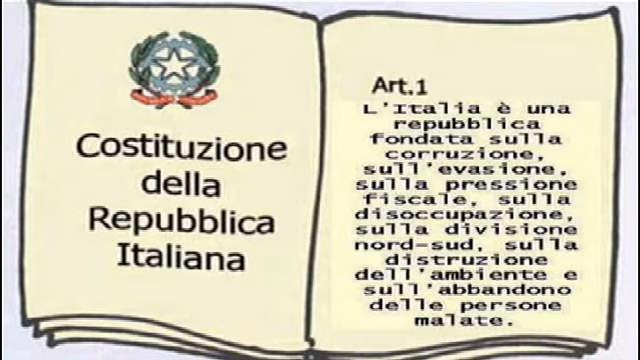 Costituzione
della
Repubblica
Italiana
Art.1
L'Italia è una
repubblica
fondata sulla
corruzione,
sull'evasione,
sulla pressione
fiscale, sulla
disoccupazione,
sulla divisione
nord-sud, sulla
distruzione
dell'ambiente e
sull'abbandono
delle persone
malate.